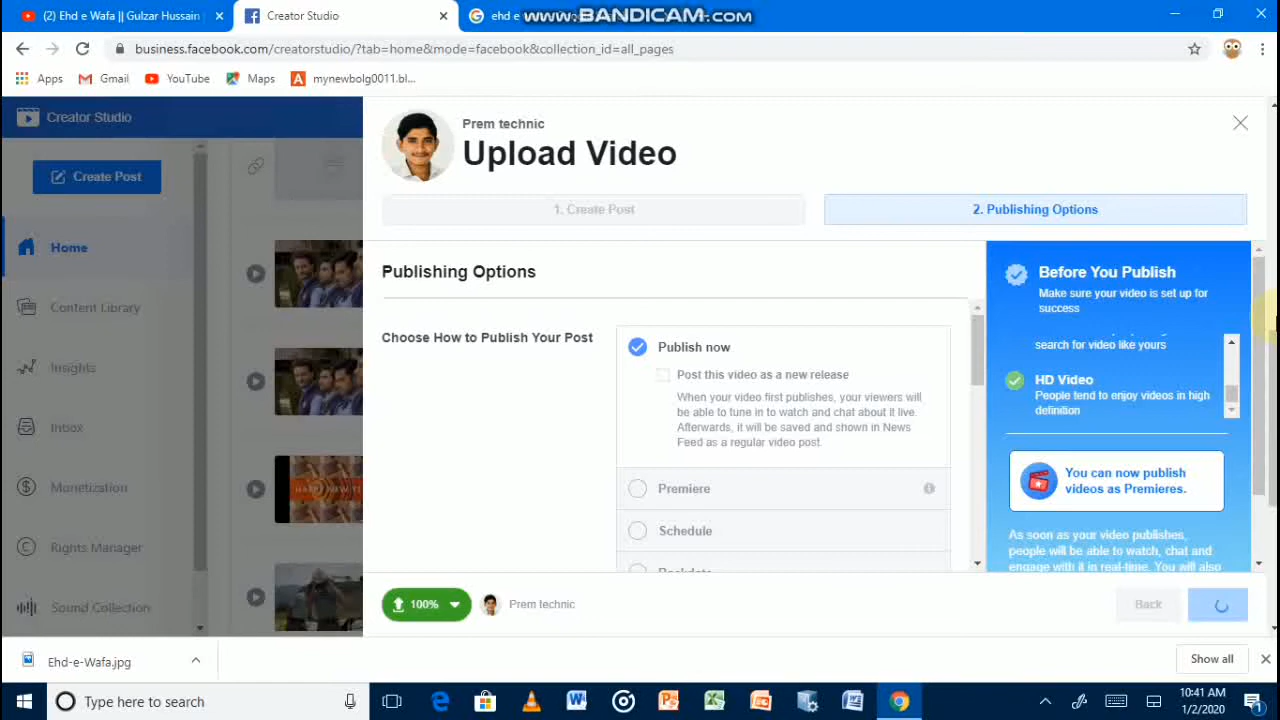 (2) Ehd e Wafa || Gulzar Hussain
Creator Studio
ehd e
www.BANDICAM.com
business.facebook.com/creatorstudio/?tab=home&mode=facebook&collection_id=all_pages
Apps
Gmail
YouTube
Maps
mynewbolg0011.bl...
Creator Studio
Create Post
Home
Content Library
Insights
Inbox
Monetization
Rights Manager
Sound Collection
HAPPY NEW YE
Prem technic
Upload Video
1. Create Post
2. Publishing Options
Publishing Options
Choose How to Publish Your Post
Publish now
Post this video as a new release
When your video first publishes, your viewers will
be able to tune in to watch and chat about it live.
Afterwards, it will be saved and shown in News
Feed as a regular video post.
Premiere
Schedule
Backdate
Before You Publish
Make sure your video is set up for
success
search for video like yours
HD Video
People tend to enjoy videos in high
definition
You can now publish
videos as Premieres.
As soon as your video publishes,
people will be able to watch, chat and
engage with it in real-time. You will also
100%
Prem technic
Back
Ehd-e-Wafa.jpg
Show all
Type here to search
10:41 AM
1/2/2020
1